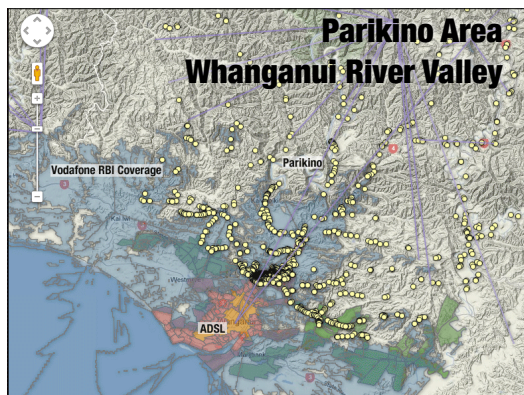 Parikino Area
Whanganui River Valley
Parikino
Vodafone RBI Coverage
ADSL